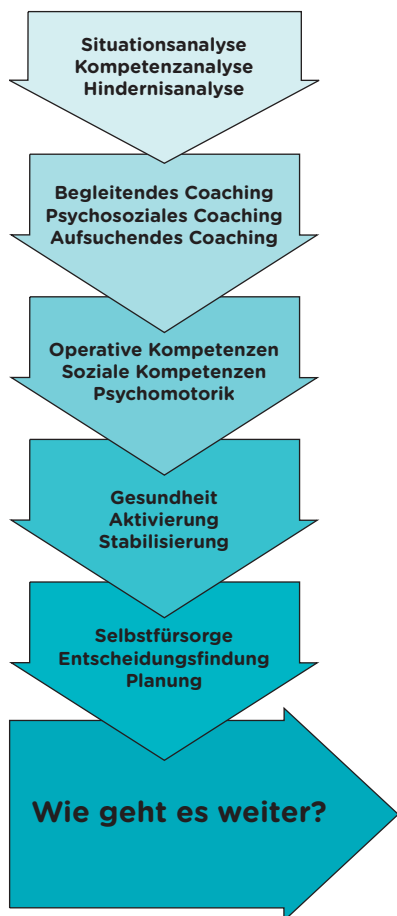 Situationsanalyse
Kompetenzanalyse
Hindernisanalyse
Begleitendes Coaching
Psychosoziales Coaching
Aufsuchendes Coaching
Operative Kompetenzen
Soziale Kompetenzen
Psychomotorik
Gesundheit
Aktivierung
Stabilisierung
Selbstfürsorge
Entscheidungsfindung
Planung
Wie geht es weiter?